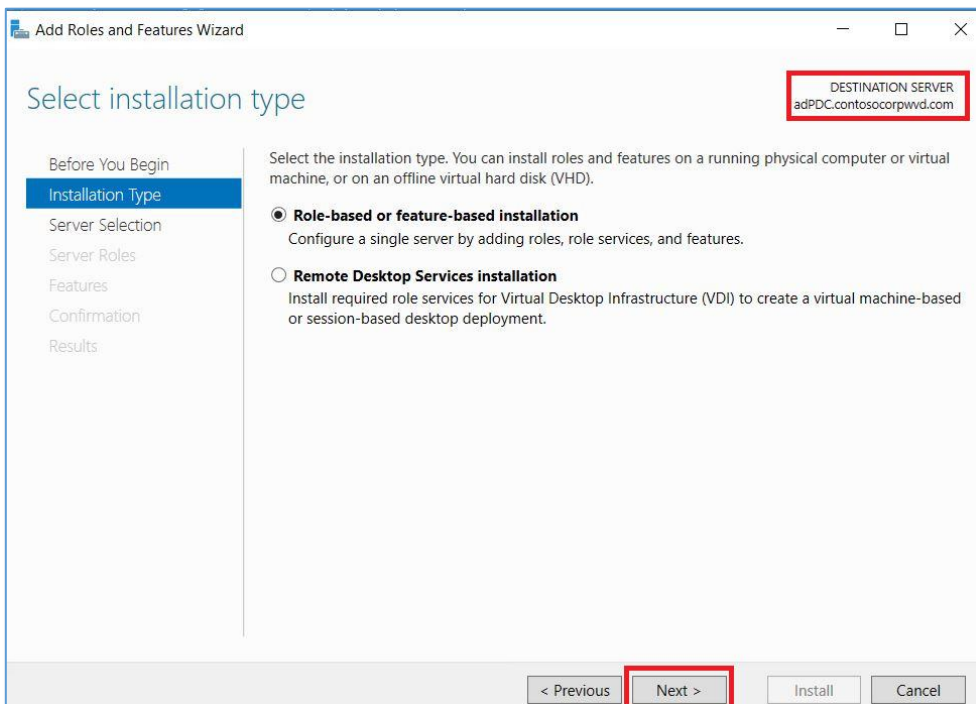 Add Roles and Features Wizard
Select installation type
DESTINATION SERVER
adPDC.contosocorpwvd.com
Before You Begin
Installation Type
Server Selection
Server Roles
Features
Confirmation
Results
Select the installation type. You can install roles and features on a running physical computer or virtual
machine, or on an offline virtual hard disk (VHD).
Role-based or feature-based installation
Configure a single server by adding roles, role services, and features.
Remote Desktop Services installation
Install required role services for Virtual Desktop Infrastructure (VDI) to create a virtual machine-based
or session-based desktop deployment.
< Previous
Next >
Install
Cancel